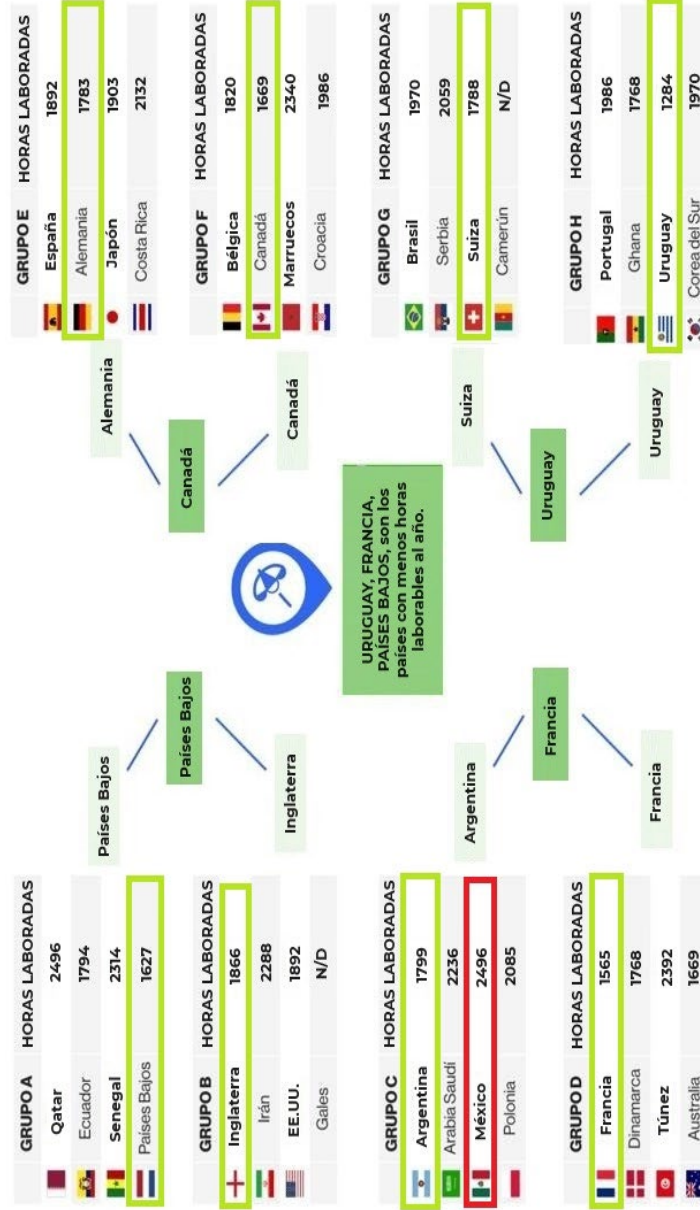 GRUPO A HORAS LABORADAS
Qatar 2496
Ecuador 1794
Senegal 2314
Países Bajos 1627
GRUPO B HORAS LABORADAS
Inglaterra 1866
Irán 2288
EE.UU. 1892
Gales N/D
GRUPO C HORAS LABORADAS
Argentina 1799
Arabia Saudí 2236
México 2496
Polonia 2085
GRUPO D HORAS LABORADAS
Francia 1565
Dinamarca 1768
Túnez 2392
Australia 1669
Países Bajos
Países Bajos
Inglaterra
Argentina
Francia
Francia
URUGUAY, FRANCIA,
PAÍSES BAJOS, son los
países con menos horas
laborables al año.
Alemania
Canadá
Canadá
Suiza
Uruguay
Uruguay
GRUPO E HORAS LABORADAS
España 1892
Alemania 1783
Japón 1903
Costa Rica 2132
GRUPO F HORAS LABORADAS
Bélgica 1820
Canadá 1669
Marruecos 2340
Croacia 1986
GRUPO G HORAS LABORADAS
Brasil 1970
Serbia 2059
Suiza 1788
Camerún N/D
GRUPO H HORAS LABORADAS
Portugal 1986
Ghana 1768
Uruguay 1284
Corea del Sur 1970